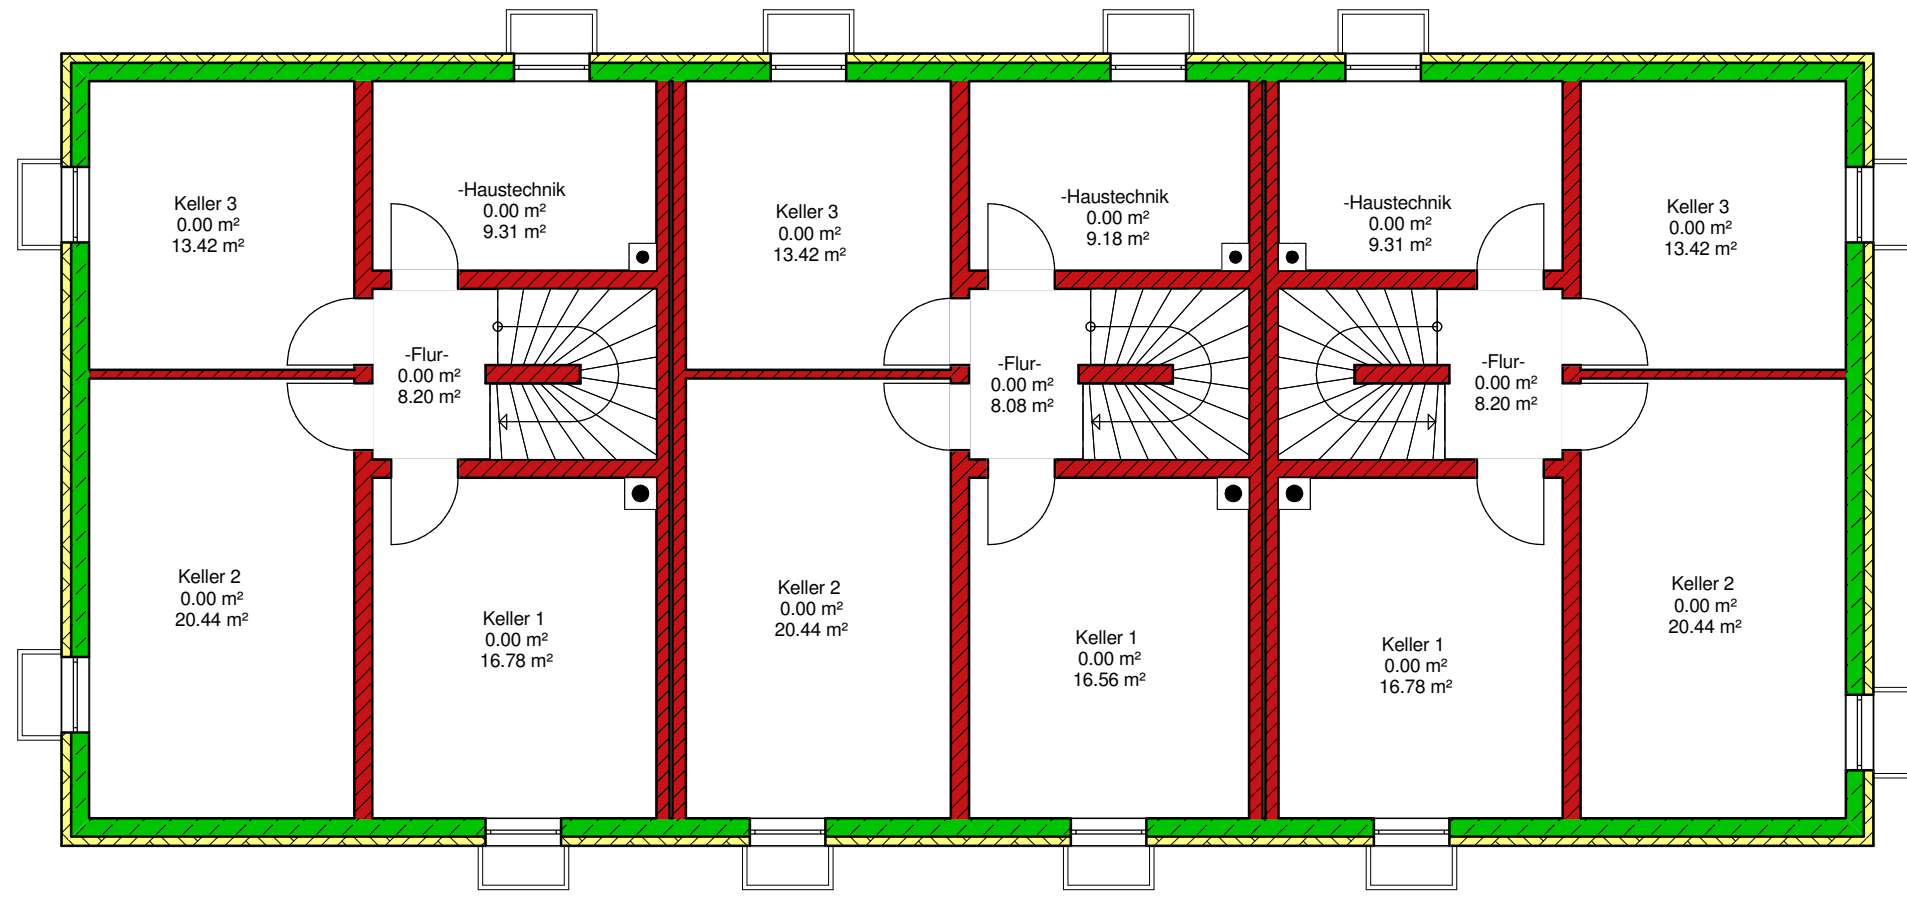 Keller 3
0.00 m²
13.42 m²
-Haustechnik
0.00 m²
9.31 m²
Keller 3
0.00 m²
13.42 m²
-Haustechnik
0.00 m²
9.18 m²
-Haustechnik
0.00 m²
9.31 m²
Keller 3
0.00 m²
13.42 m²
-Flur-
0.00 m²
8.20 m²
-Flur-
0.00 m²
8.08 m²
-Flur-
0.00 m²
8.20 m²
Keller 2
0.00 m²
20.44 m²
Keller 1
0.00 m²
16.78 m²
Keller 2
0.00 m²
20.44 m²
Keller 1
0.00 m²
16.56 m²
Keller 1
0.00 m²
16.78 m²
Keller 2
0.00 m²
20.44 m²